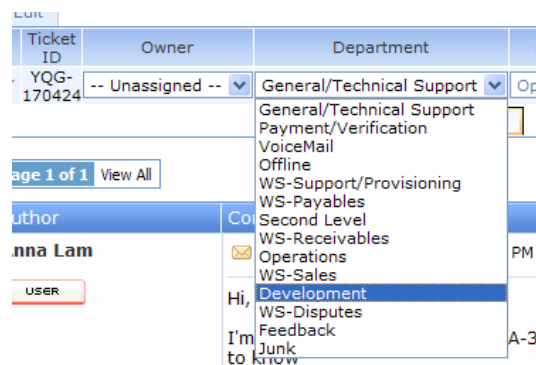 Edit
Ticket ID Owner Department
YQG-170424 -- Unassigned -- General/Technical Support Op
General/Technical Support
Payment/Verification
VoiceMail
Offline
age 1 of 1 View All
WS-Support/Provisioning
WS-Payables
uthor Co
Second Level
WS-Receivables
nna Lam PM
Operations
WS-Sales
USER Hi,
Development
WS-Disputes
Feedback
I'm A-3
Junk
to know